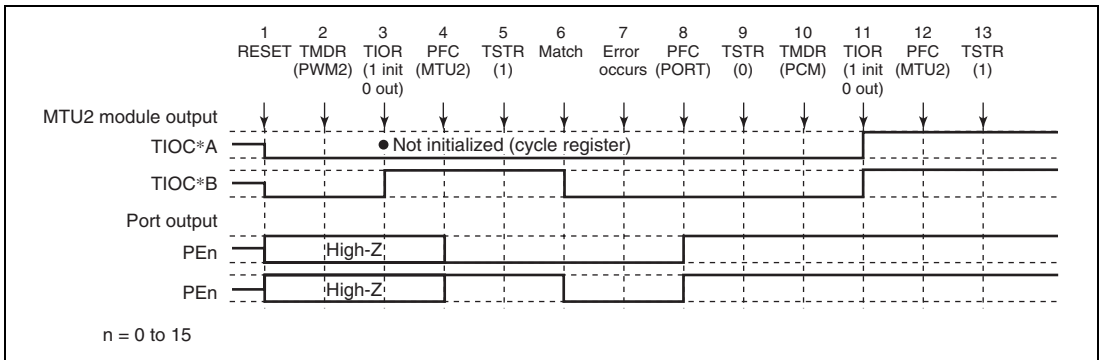 1 2 3 4 5 6 7 8 9 10 11 12 13
RESET TMDR TIOR PFC TSTR Match Error PFC TSTR TMDR TIOR PFC TSTR
(PWM2) (1 init (MTU2) (1) occurs (PORT) (0) (PCM) (1 init (MTU2) (1)
0 out) 0 out)
MTU2 module output
TIOC*A ● Not initialized (cycle register)
TIOC*B
Port output
PEn High-Z
PEn High-Z
n = 0 to 15